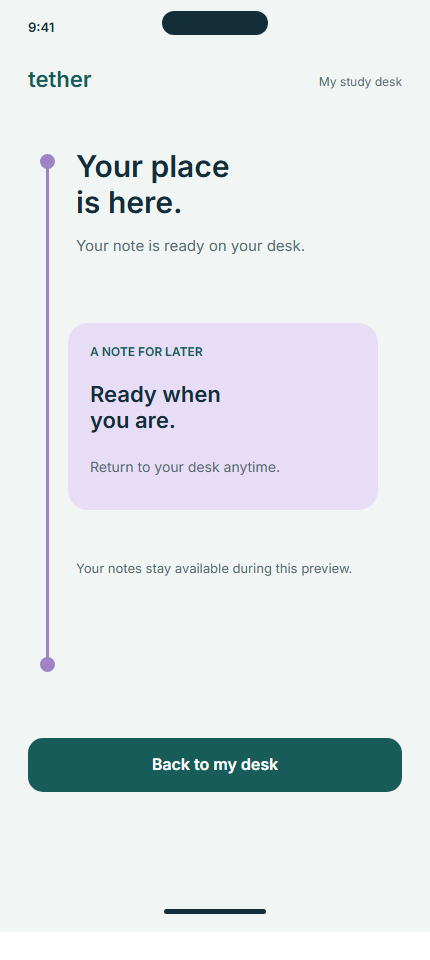 9:41
tether
My study desk
Your place
is here.
Your note is ready on your desk.
A NOTE FOR LATER
Ready when
you are.
Return to your desk anytime.
Your notes stay available during this preview.
Back to my desk